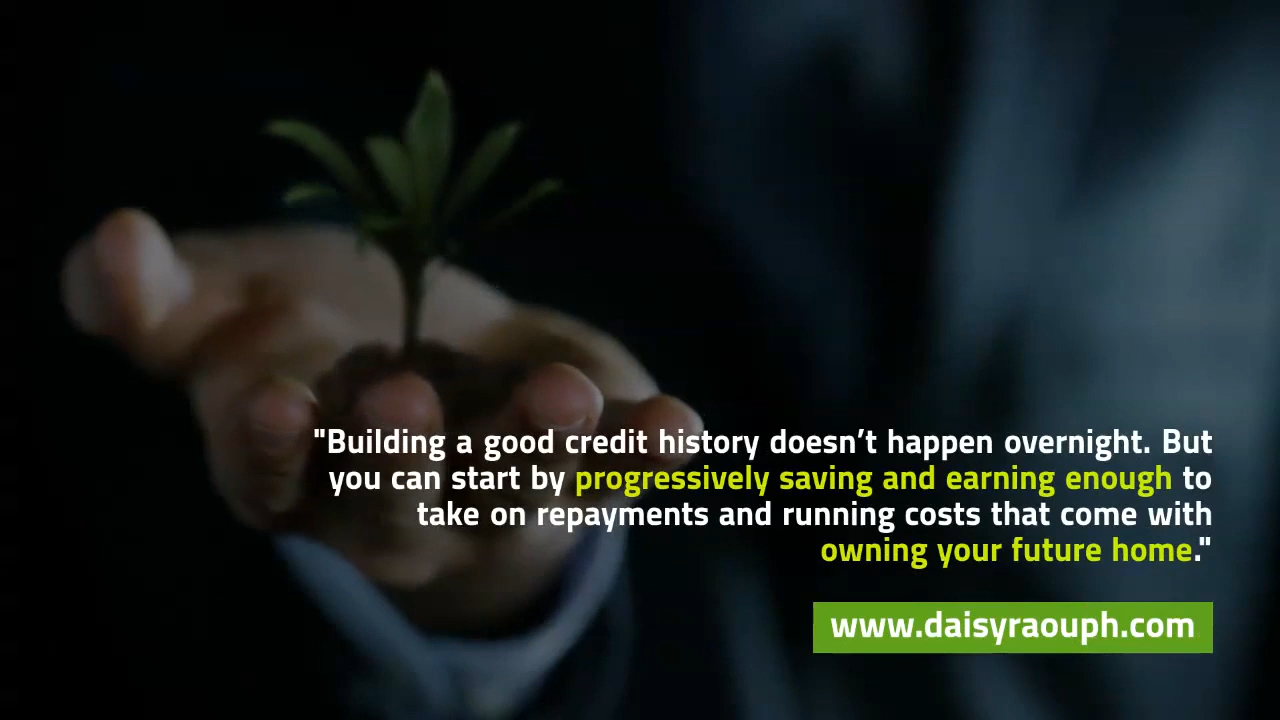 "Building a good credit history doesn’t happen overnight. But
you can start by progressively saving and earning enough to
take on repayments and running costs that come with
owning your future home."
www.daisyraouph.com